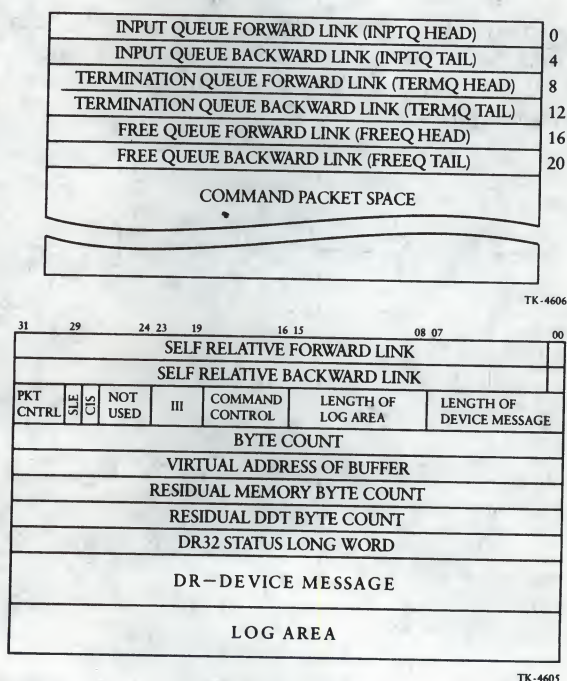 INPUT QUEUE FORWARD LINK (INPTQ HEAD) 0
INPUT QUEUE BACKWARD LINK (INPTQ TAIL) 4
TERMINATION QUEUE FORWARD LINK (TERMQ HEAD) 8
TERMINATION QUEUE BACKWARD LINK (TERMQ TAIL) 12
FREE QUEUE FORWARD LINK (FREEQ HEAD) 16
FREE QUEUE BACKWARD LINK (FREEQ TAIL) 20
COMMAND PACKET SPACE
TK-4606
31 29 24 23 19 16 15 08 07 00
SELF RELATIVE FORWARD LINK
SELF RELATIVE BACKWARD LINK
PKT CNTRL SLE CIS NOT USED III COMMAND CONTROL LENGTH OF LOG AREA LENGTH OF DEVICE MESSAGE
BYTE COUNT
VIRTUAL ADDRESS OF BUFFER
RESIDUAL MEMORY BYTE COUNT
RESIDUAL DDT BYTE COUNT
DR32 STATUS LONG WORD
DR-DEVICE MESSAGE
LOG AREA
TK-4605